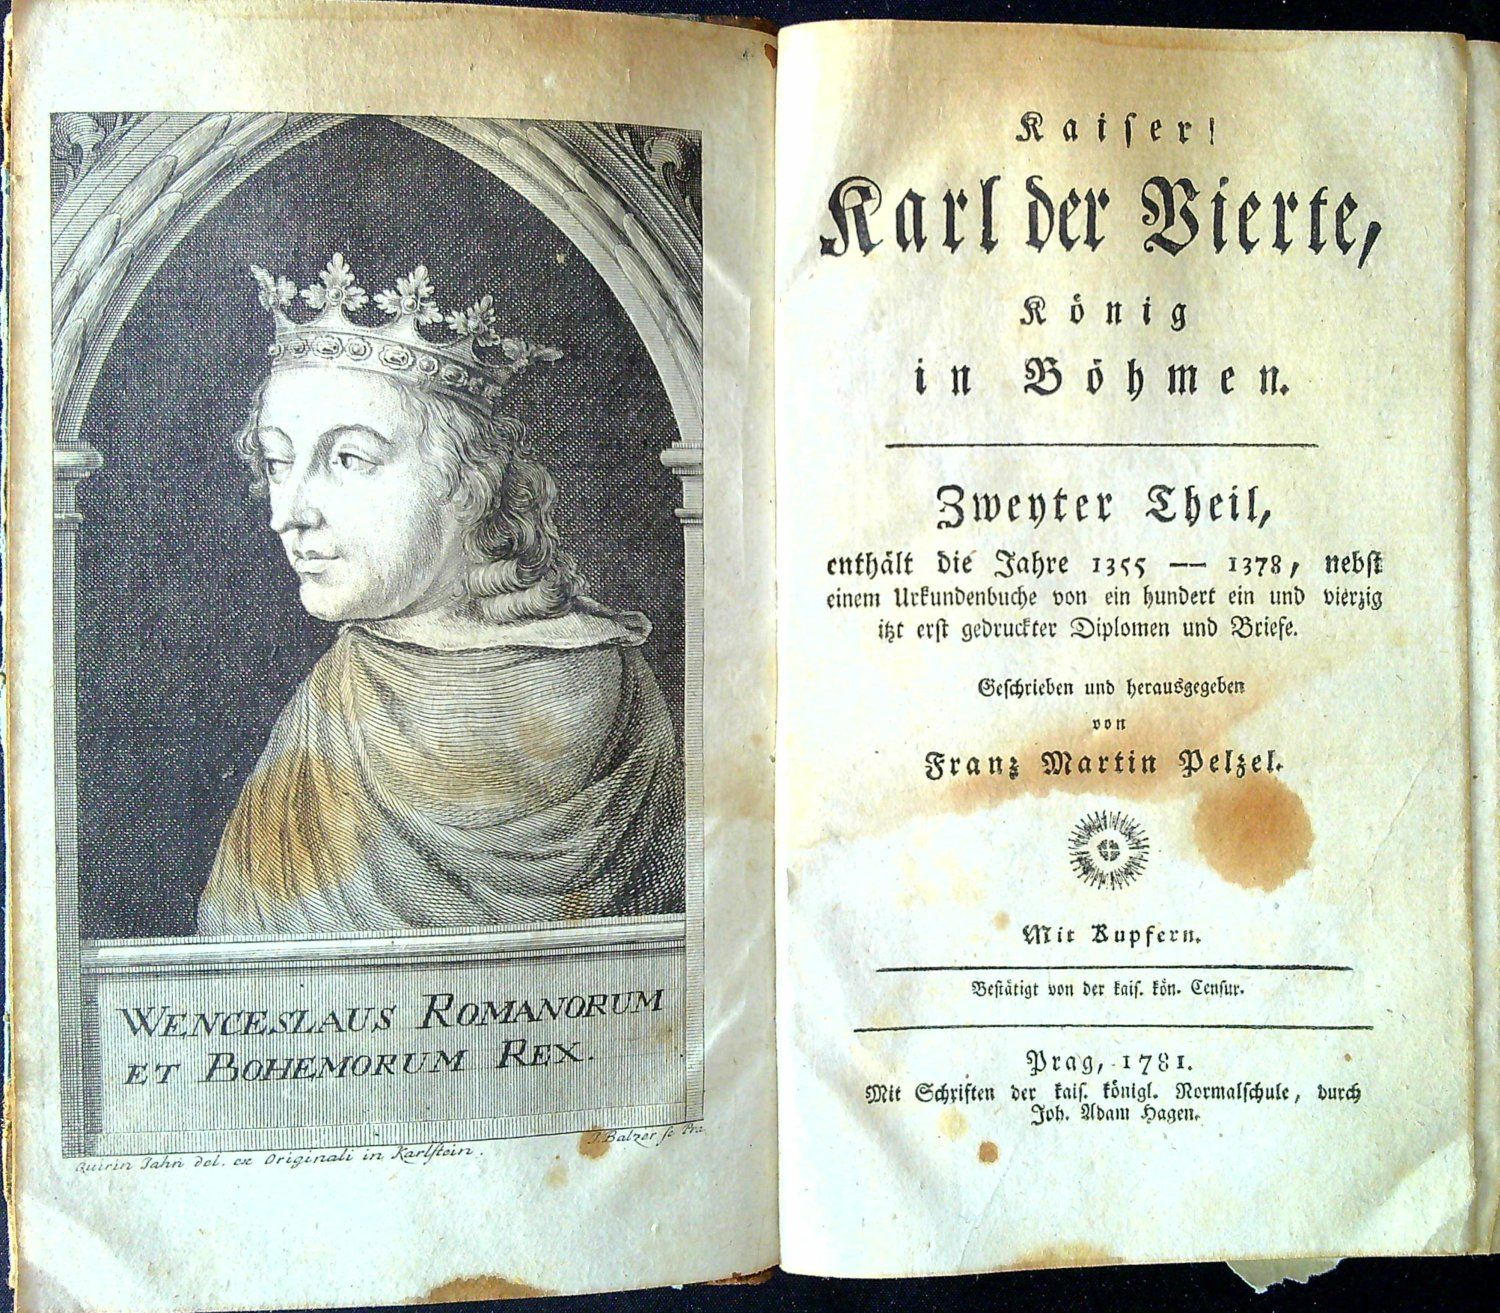 WENCESLAUS ROMANORUM
ET BOHEMORUM REX.
Quirin Jahn del. ex Originali in Karlstein.
J. Balzer sc Pra
Kaiser
Karl der Vierte,
König
in Böhmen.
Zweyter Theil,
enthält die Jahre 1355 — 1378, nebst
einem Urkundenbuche von ein hundert ein und vierzig
itzt erst gedruckter Diplomen und Briefe.
Geschrieben und herausgegeben
von
Franz Martin Pelzel.
Mit Kupfern.
Bestätigt von der kais. kön. Censur.
Prag, 1781.
Mit Schriften der kais. königl. Normalschule, durch
Joh. Adam Hagen.